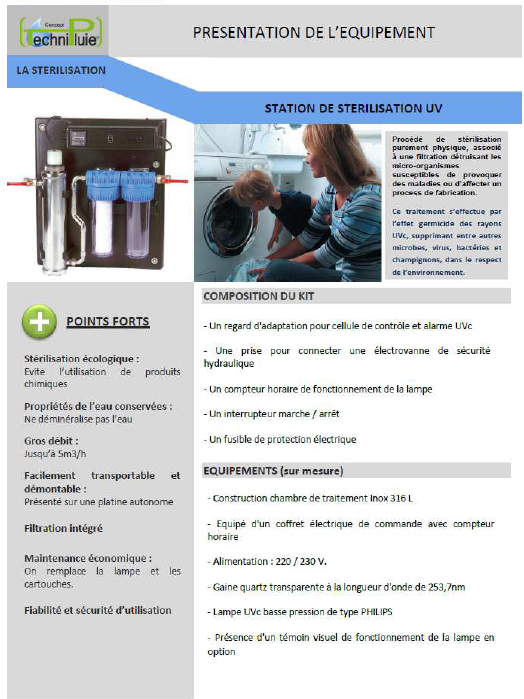 Concept
TechniPluie
PRESENTATION DE L'EQUIPEMENT
LA STERILISATION
STATION DE STERILISATION UV
Procédé de stérilisation
purement physique, associé
à une filtration détruisant les
micro-organismes
susceptibles de provoquer
des maladies ou d'affecter un
process de fabrication.
Ce traitement s'effectue par
l'effet germicide des rayons
UVc, supprimant entre autres
microbes, virus, bactéries et
champignons, dans le respect
de l'environnement.
POINTS FORTS
Stérilisation écologique :
Evite l'utilisation de produits
chimiques
Propriétés de l'eau conservées :
Ne déminéralise pas l'eau
Gros débit :
Jusqu'à 5m3/h
Facilement transportable et
démontable :
Présenté sur une platine autonome
Filtration intégré
Maintenance économique :
On remplace la lampe et les
cartouches.
Fiabilité et sécurité d'utilisation
COMPOSITION DU KIT
- Un regard d'adaptation pour cellule de contrôle et alarme UVc
- Une prise pour connecter une électrovanne de sécurité
hydraulique
- Un compteur horaire de fonctionnement de la lampe
- Un interrupteur marche / arrêt
- Un fusible de protection électrique
EQUIPEMENTS (sur mesure)
- Construction chambre de traitement Inox 316 L
- Equipé d'un coffret électrique de commande avec compteur
horaire
- Alimentation : 220 / 230 V.
- Gaine quartz transparente à la longueur d'onde de 253,7nm
- Lampe UVc basse pression de type PHILIPS
- Présence d'un témoin visuel de fonctionnement de la lampe en
option